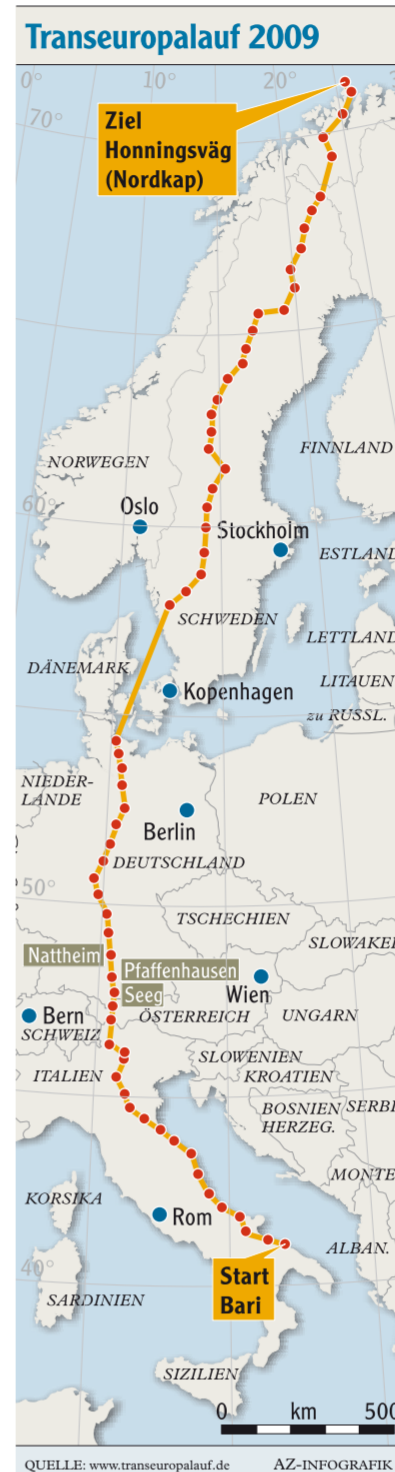 Transeuropalauf 2009
0°
10°
20°
70°
Ziel
Honningsväg
(Nordkap)
FINNLAND
NORWEGEN
60°
Oslo
Stockholm
ESTLAND
SCHWEDEN
LETTLAND
DÄNEMARK
LITAUEN
Kopenhagen
zu RUSSL.
NIEDER-
LANDE
POLEN
Berlin
DEUTSCHLAND
50°
TSCHECHIEN
SLOWAKEI
Nattheim
Pfaffenhausen
Seeg
Wien
Bern
ÖSTERREICH
UNGARN
SCHWEIZ
SLOWENIEN
ITALIEN
KROATIEN
BOSNIEN
HERZEG.
SERBI
MONTE
KORSIKA
Rom
ALBAN.
Start
Bari
40°
SARDINIEN
SIZILIEN
0 km 500
QUELLE: www.transeuropalauf.de AZ-INFOGRAFIK